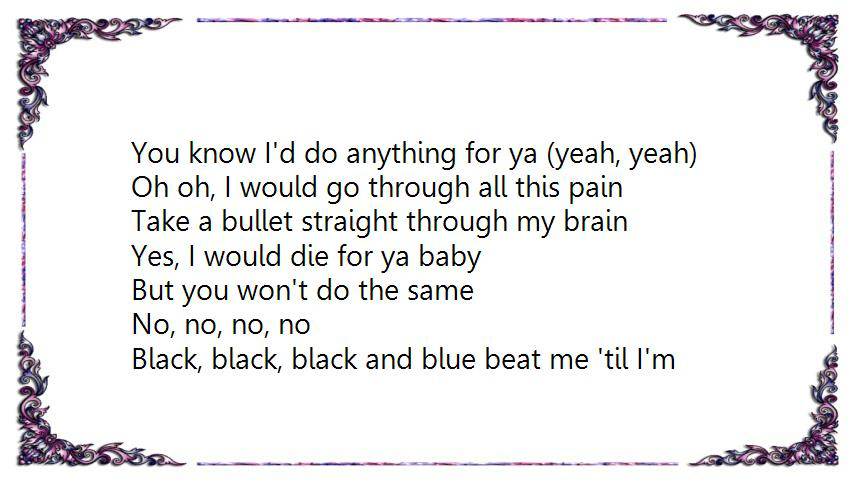 You know I'd do anything for ya (yeah, yeah)
Oh oh, I would go through all this pain
Take a bullet straight through my brain
Yes, I would die for ya baby
But you won't do the same
No, no, no, no
Black, black, black and blue beat me 'til I'm